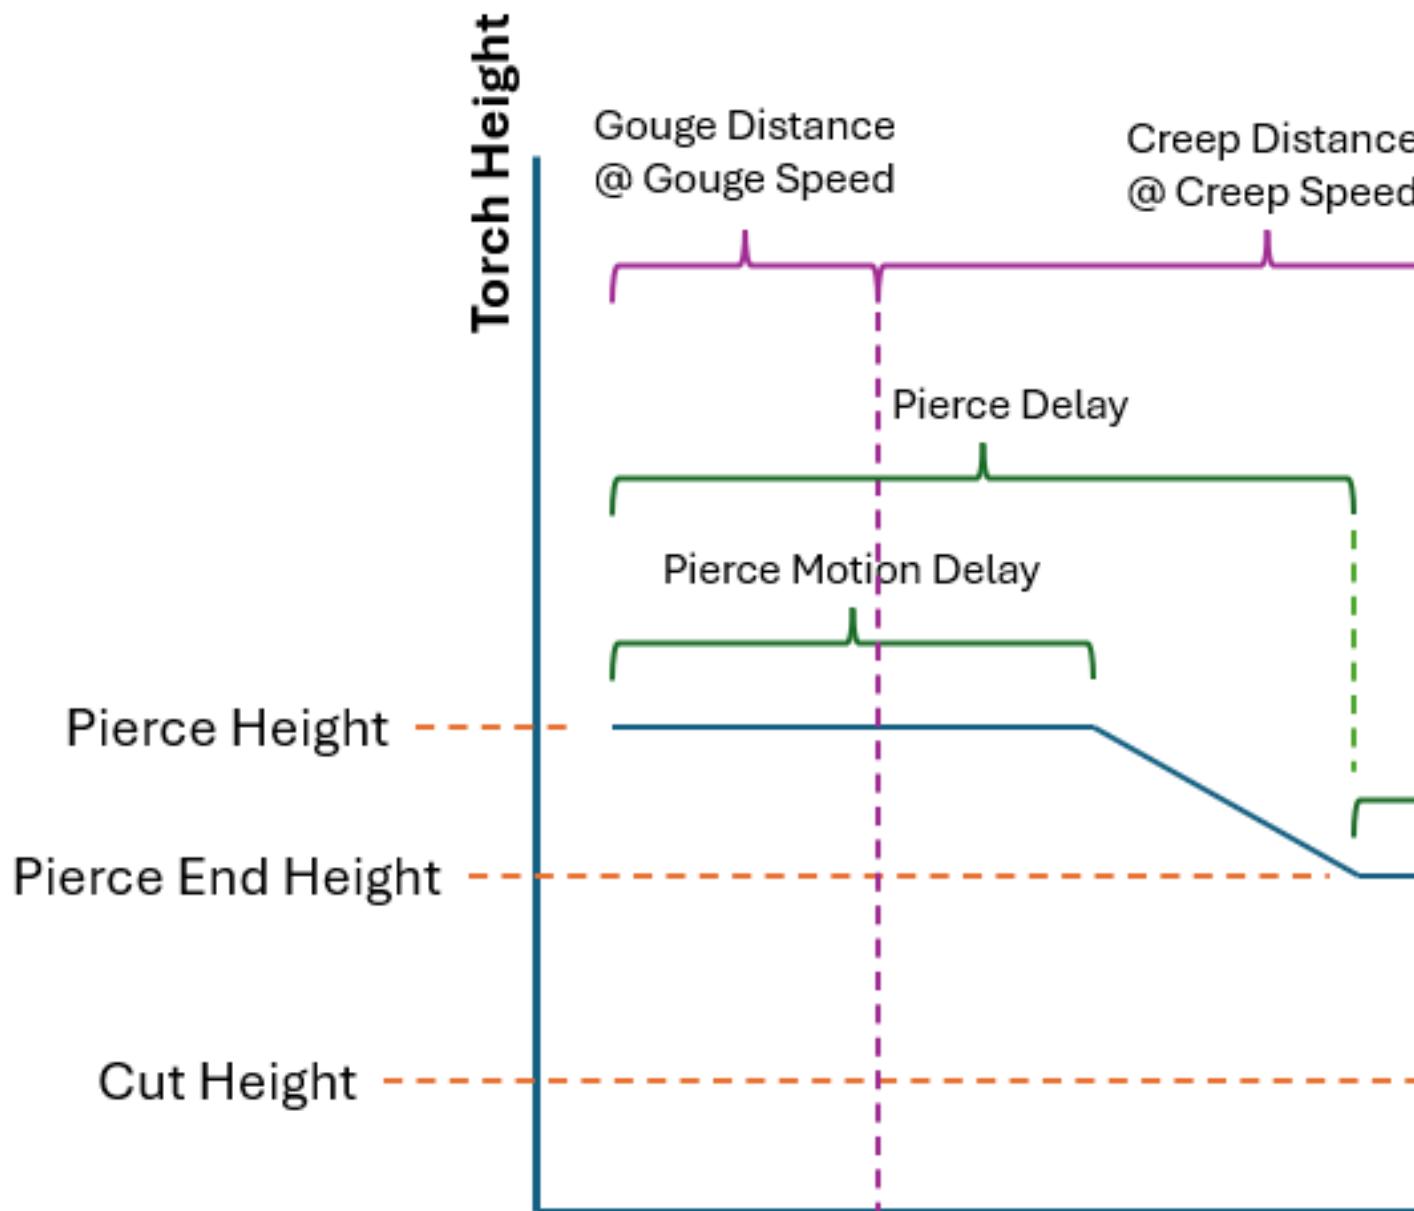 Torch Height
Gouge Distance
@ Gouge Speed
Creep Distance
@ Creep Speed
Pierce Delay
Pierce Motion Delay
Pierce Height
Pierce End Height
Cut Height